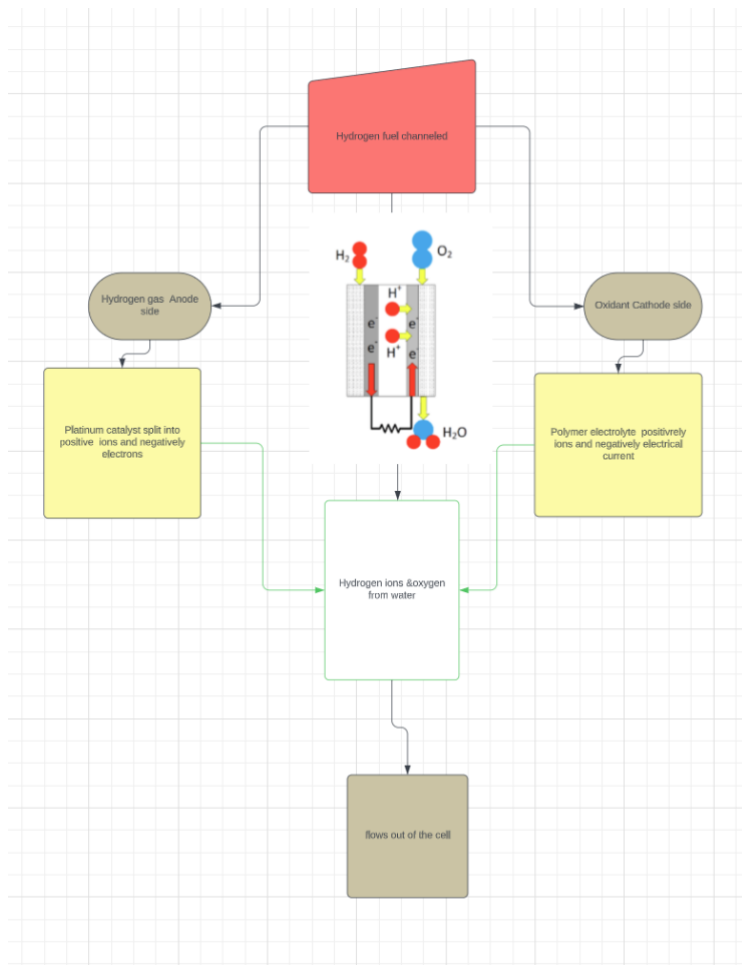 Hydrogen fuel channeled
H₂
O₂
H⁺
e⁻
e⁻
e⁻
H⁺
e⁻
H₂O
Hydrogen gas Anode
side
Oxidant Cathode side
Platinum catalyst split into
positive ions and negatively
electrons
Polymer electrolyte positivrely
ions and negatively electrical
current
Hydrogen ions &oxygen
from water
flows out of the cell